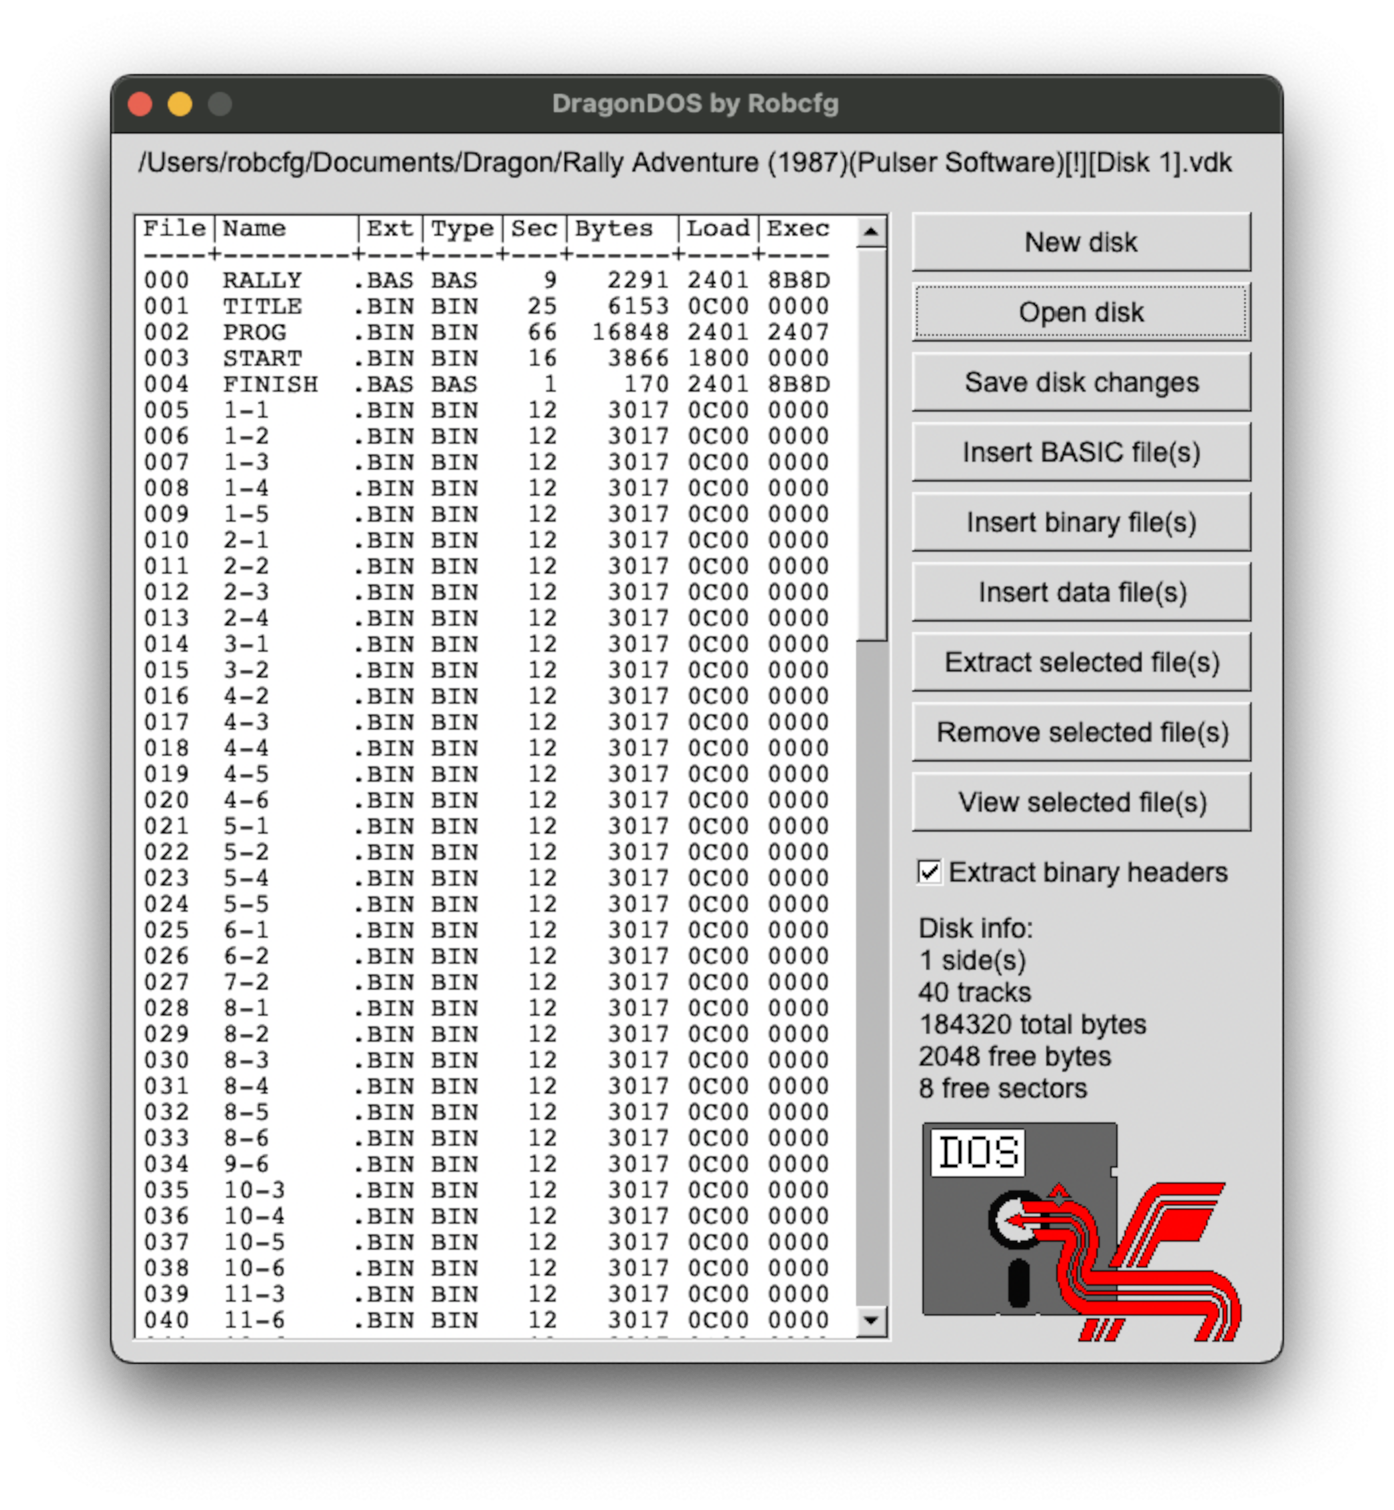 DragonDOS by Robcfg
/Users/robcfg/Documents/Dragon/Rally Adventure (1987)(Pulser Software)[!][Disk 1].vdk
File|Name    |Ext|Type|Sec|Bytes  |Load|Exec
----+--------+---+----+---+-------+----+----
000 RALLY .BAS BAS 9 2291 2401 8B8D
001 TITLE .BIN BIN 25 6153 0C00 0000
002 PROG .BIN BIN 66 16848 2401 2407
003 START .BIN BIN 16 3866 1800 0000
004 FINISH .BAS BAS 1 170 2401 8B8D
005 1-1 .BIN BIN 12 3017 0C00 0000
006 1-2 .BIN BIN 12 3017 0C00 0000
007 1-3 .BIN BIN 12 3017 0C00 0000
008 1-4 .BIN BIN 12 3017 0C00 0000
009 1-5 .BIN BIN 12 3017 0C00 0000
010 2-1 .BIN BIN 12 3017 0C00 0000
011 2-2 .BIN BIN 12 3017 0C00 0000
012 2-3 .BIN BIN 12 3017 0C00 0000
013 2-4 .BIN BIN 12 3017 0C00 0000
014 3-1 .BIN BIN 12 3017 0C00 0000
015 3-2 .BIN BIN 12 3017 0C00 0000
016 4-2 .BIN BIN 12 3017 0C00 0000
017 4-3 .BIN BIN 12 3017 0C00 0000
018 4-4 .BIN BIN 12 3017 0C00 0000
019 4-5 .BIN BIN 12 3017 0C00 0000
020 4-6 .BIN BIN 12 3017 0C00 0000
021 5-1 .BIN BIN 12 3017 0C00 0000
022 5-2 .BIN BIN 12 3017 0C00 0000
023 5-4 .BIN BIN 12 3017 0C00 0000
024 5-5 .BIN BIN 12 3017 0C00 0000
025 6-1 .BIN BIN 12 3017 0C00 0000
026 6-2 .BIN BIN 12 3017 0C00 0000
027 7-2 .BIN BIN 12 3017 0C00 0000
028 8-1 .BIN BIN 12 3017 0C00 0000
029 8-2 .BIN BIN 12 3017 0C00 0000
030 8-3 .BIN BIN 12 3017 0C00 0000
031 8-4 .BIN BIN 12 3017 0C00 0000
032 8-5 .BIN BIN 12 3017 0C00 0000
033 8-6 .BIN BIN 12 3017 0C00 0000
034 9-6 .BIN BIN 12 3017 0C00 0000
035 10-3 .BIN BIN 12 3017 0C00 0000
036 10-4 .BIN BIN 12 3017 0C00 0000
037 10-5 .BIN BIN 12 3017 0C00 0000
038 10-6 .BIN BIN 12 3017 0C00 0000
039 11-3 .BIN BIN 12 3017 0C00 0000
040 11-6 .BIN BIN 12 3017 0C00 0000
New disk
Open disk
Save disk changes
Insert BASIC file(s)
Insert binary file(s)
Insert data file(s)
Extract selected file(s)
Remove selected file(s)
View selected file(s)
Extract binary headers
Disk info:
1 side(s)
40 tracks
184320 total bytes
2048 free bytes
8 free sectors
DOS